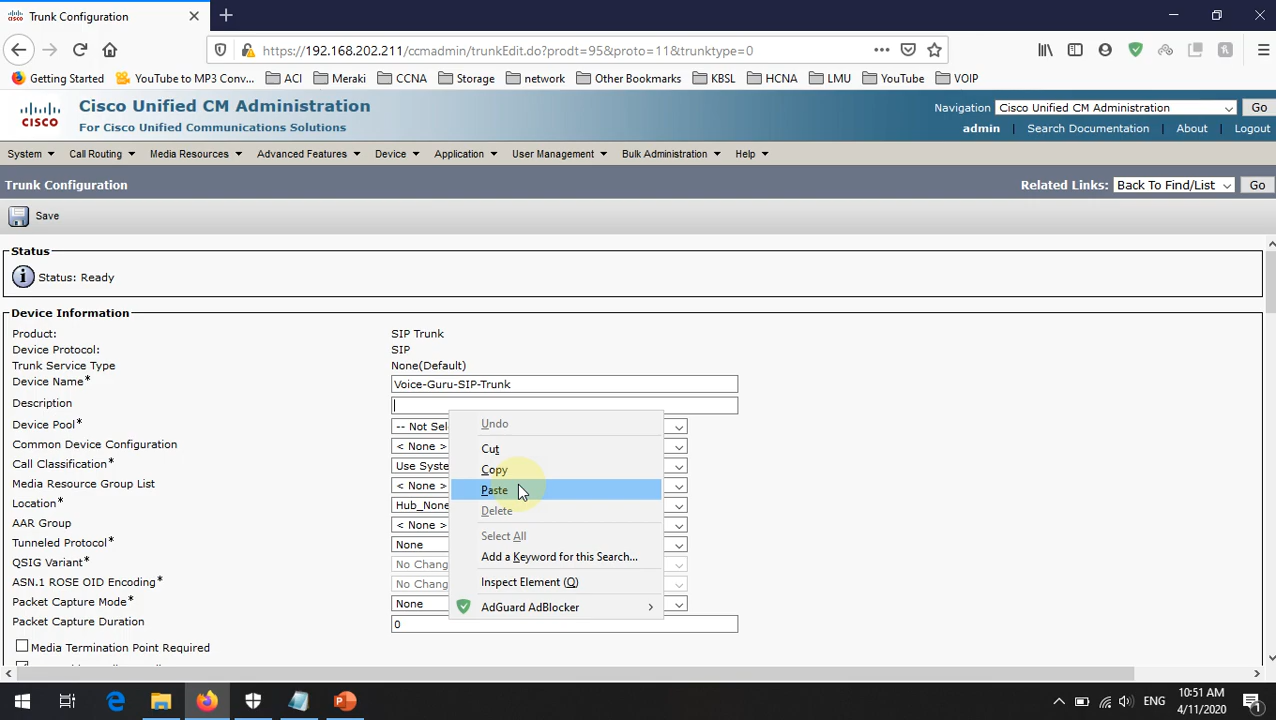 Trunk Configuration
https://192.168.202.211/ccmadmin/trunkEdit.do?prodt=95&proto=11&trunktype=0
Getting Started YouTube to MP3 Conv... ACI Meraki CCNA Storage network Other Bookmarks KBSL HCNA LMU YouTube VOIP
CISCO
Cisco Unified CM Administration
For Cisco Unified Communications Solutions
Navigation Cisco Unified CM Administration Go
admin | Search Documentation | About | Logout
System Call Routing Media Resources Advanced Features Device Application User Management Bulk Administration Help
Trunk Configuration
Related Links: Back To Find/List Go
Save
Status
Status: Ready
Device Information
Product: SIP Trunk
Device Protocol: SIP
Trunk Service Type None(Default)
Device Name* Voice-Guru-SIP-Trunk
Description
Device Pool* -- Not Sel
Common Device Configuration < None >
Call Classification* Use Syste
Media Resource Group List < None >
Location* Hub_None
AAR Group < None >
Tunneled Protocol* None
QSIG Variant* No Chang
ASN.1 ROSE OID Encoding* No Chang
Packet Capture Mode* None
Packet Capture Duration 0
Media Termination Point Required
Undo
Cut
Copy
Paste
Delete
Select All
Add a Keyword for this Search...
Inspect Element (Q)
AdGuard AdBlocker
ENG
10:51 AM
4/11/2020
1